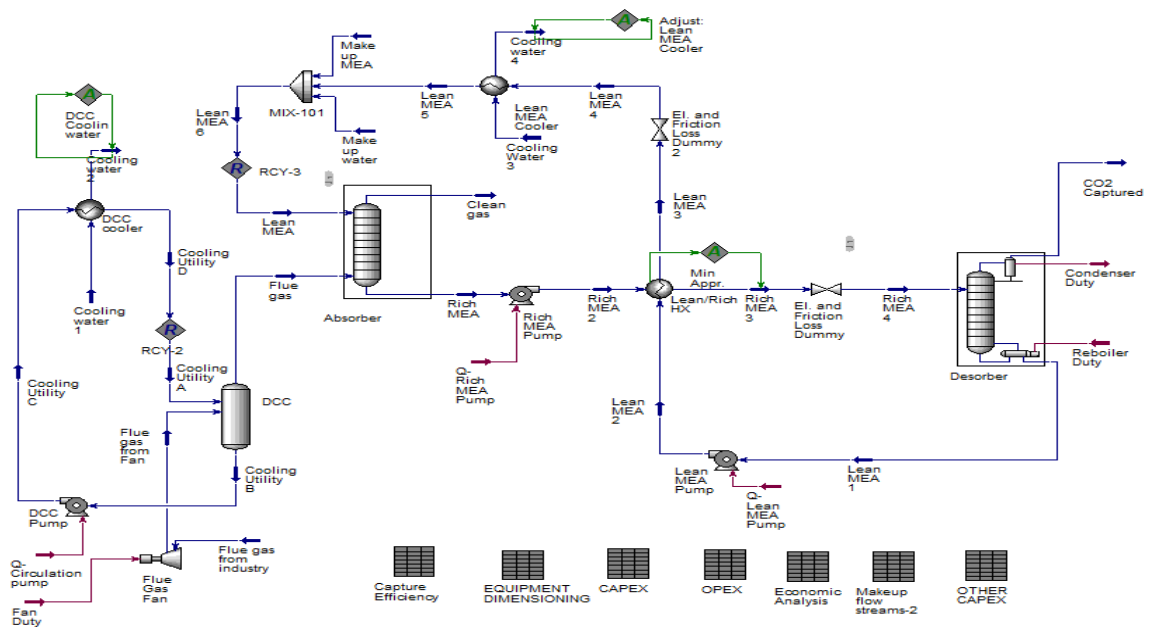 A
Cooling
water
4
Adjust:
Lean
MEA
Cooler
Make
up
MEA
MIX-101
Make
up
water
Lean
MEA
6
Lean
MEA
5
Lean
MEA
Cooler
Cooling
Water
3
Lean
MEA
4
El. and
Friction
Loss
Dummy
2
A
DCC
Coolin
water
Cooling
water
2
R
RCY-3
DCC
cooler
Lean
MEA
Clean
gas
Lean
MEA
3
CO2
Captured
Cooling
Utility
D
Cooling
water
1
Flue
gas
Absorber
Rich
MEA
Rich
MEA
Pump
Rich
MEA
2
A
Min
Appr.
Lean/Rich
HX
Rich
MEA
3
El. and
Friction
Loss
Dummy
Rich
MEA
4
Condenser
Duty
Reboiler
Duty
Desorber
R
RCY-2
Cooling
Utility
C
Cooling
Utility
A
DCC
Q-
Rich
MEA
Pump
Lean
MEA
2
Flue
gas
from
Fan
Cooling
Utility
B
Lean
MEA
Pump
Q-
Lean
MEA
Pump
Lean
MEA
1
DCC
Pump
Q-
Circulation
pump
Flue
Gas
Fan
Flue gas
from
industry
Fan
Duty
Capture
Efficiency
EQUIPMENT
DIMENSIONING
CAPEX
OPEX
Economic
Analysis
Makeup
flow
streams-2
OTHER
CAPEX